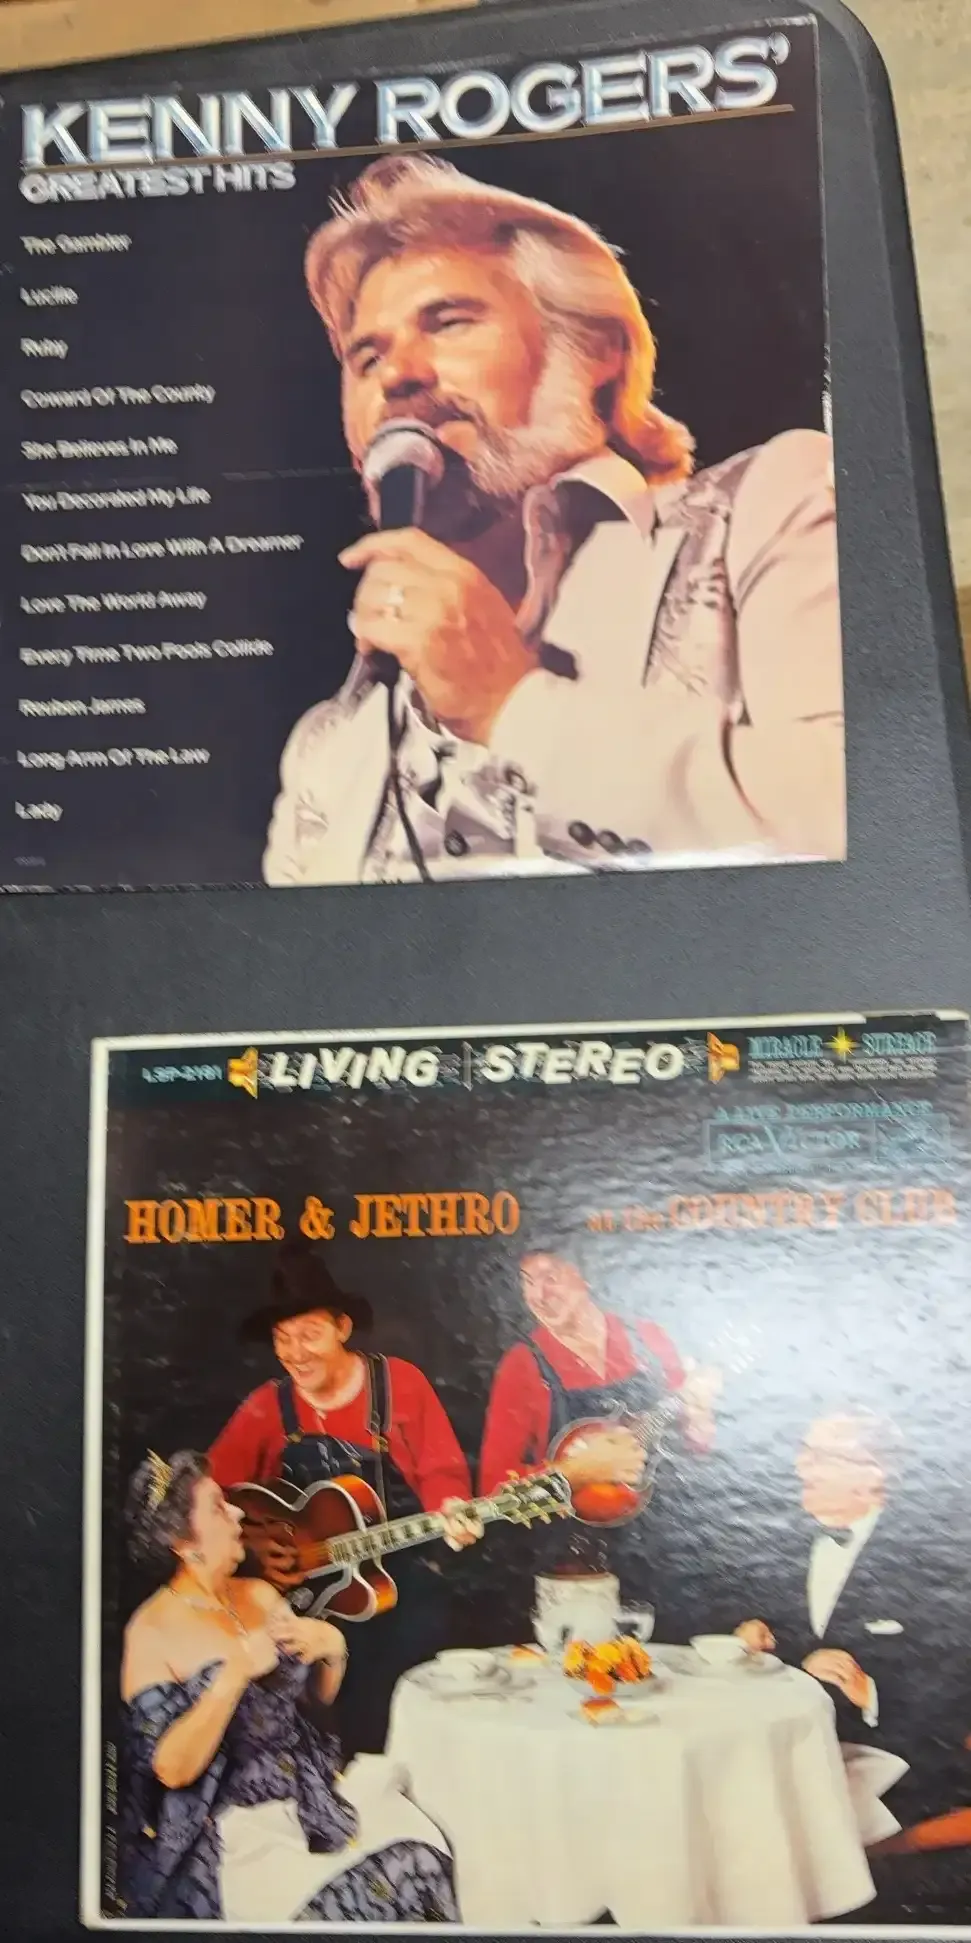 KENNY ROGERS'
GREATEST HITS
The Gambler
Lucille
Ruby
Coward Of The County
She Believes In Me
You Decorated My Life
Don't Fall In Love With A Dreamer
Love The World Away
Every Time Two Fools Collide
Reuben James
Long Arm Of The Law
Lady
LIVING STEREO
MIRACLE SURFACE
A LIVE PERFORMANCE
RCA VICTOR
HOMER & JETHRO at the COUNTRY CLUB